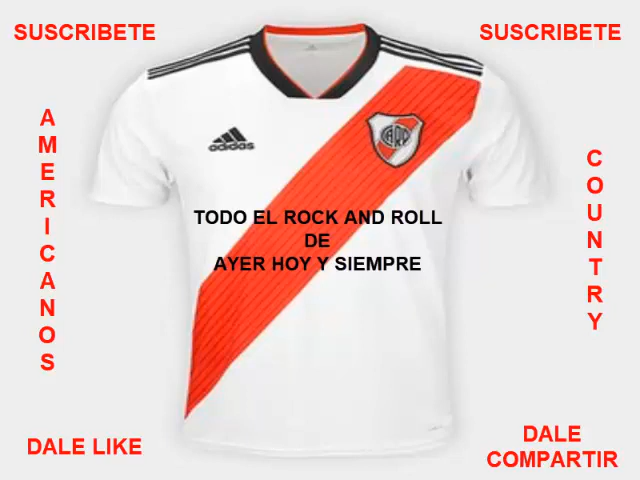 SUSCRIBETE
SUSCRIBETE
AMERICANOS
COUNTRY
adidas
CARP
TODO EL ROCK AND ROLL
DE
AYER HOY Y SIEMPRE
DALE LIKE
DALE
COMPARTIR